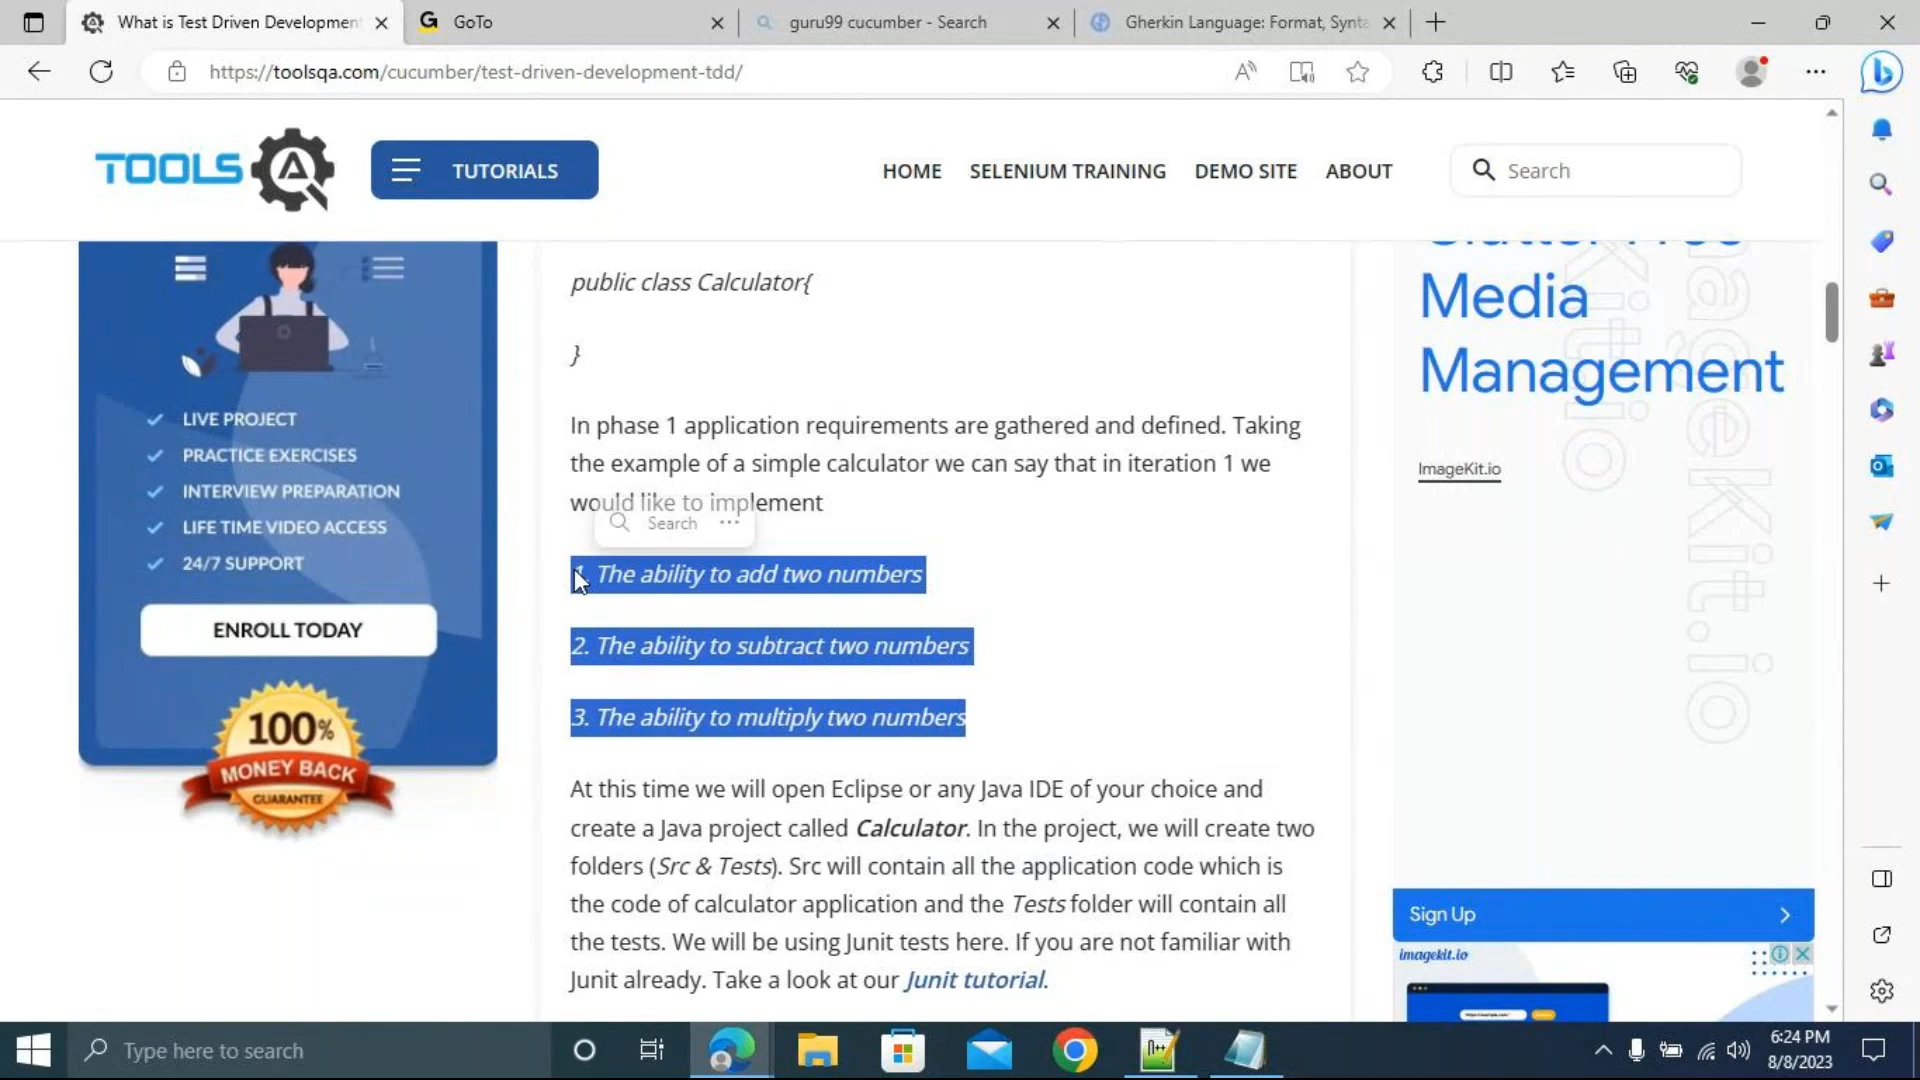 What is Test Driven Development
GoTo
guru99 cucumber - Search
Gherkin Language: Format, Synta
https://toolsqa.com/cucumber/test-driven-development-tdd/
TOOLS QA
TUTORIALS
HOME
SELENIUM TRAINING
DEMO SITE
ABOUT
Search
LIVE PROJECT
PRACTICE EXERCISES
INTERVIEW PREPARATION
LIFE TIME VIDEO ACCESS
24/7 SUPPORT
ENROLL TODAY
100%
MONEY BACK
GUARANTEE
public class Calculator{
}
In phase 1 application requirements are gathered and defined. Taking
the example of a simple calculator we can say that in iteration 1 we
would like to implement
Search
1. The ability to add two numbers
2. The ability to subtract two numbers
3. The ability to multiply two numbers
At this time we will open Eclipse or any Java IDE of your choice and
create a Java project called Calculator. In the project, we will create two
folders (Src & Tests). Src will contain all the application code which is
the code of calculator application and the Tests folder will contain all
the tests. We will be using Junit tests here. If you are not familiar with
Junit already. Take a look at our Junit tutorial.
Media
Management
ImageKit.io
ImageKit.io
Sign Up
imagekit.io
Type here to search
6:24 PM
8/8/2023